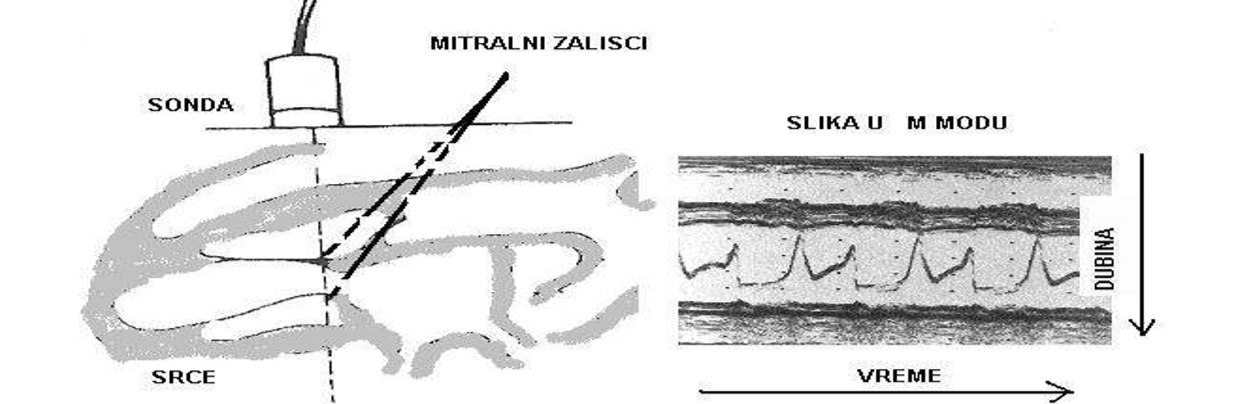 MITRALNI ZALISCI
SONDA
SLIKA U M MODU
DUBINA
SRCE
VREME